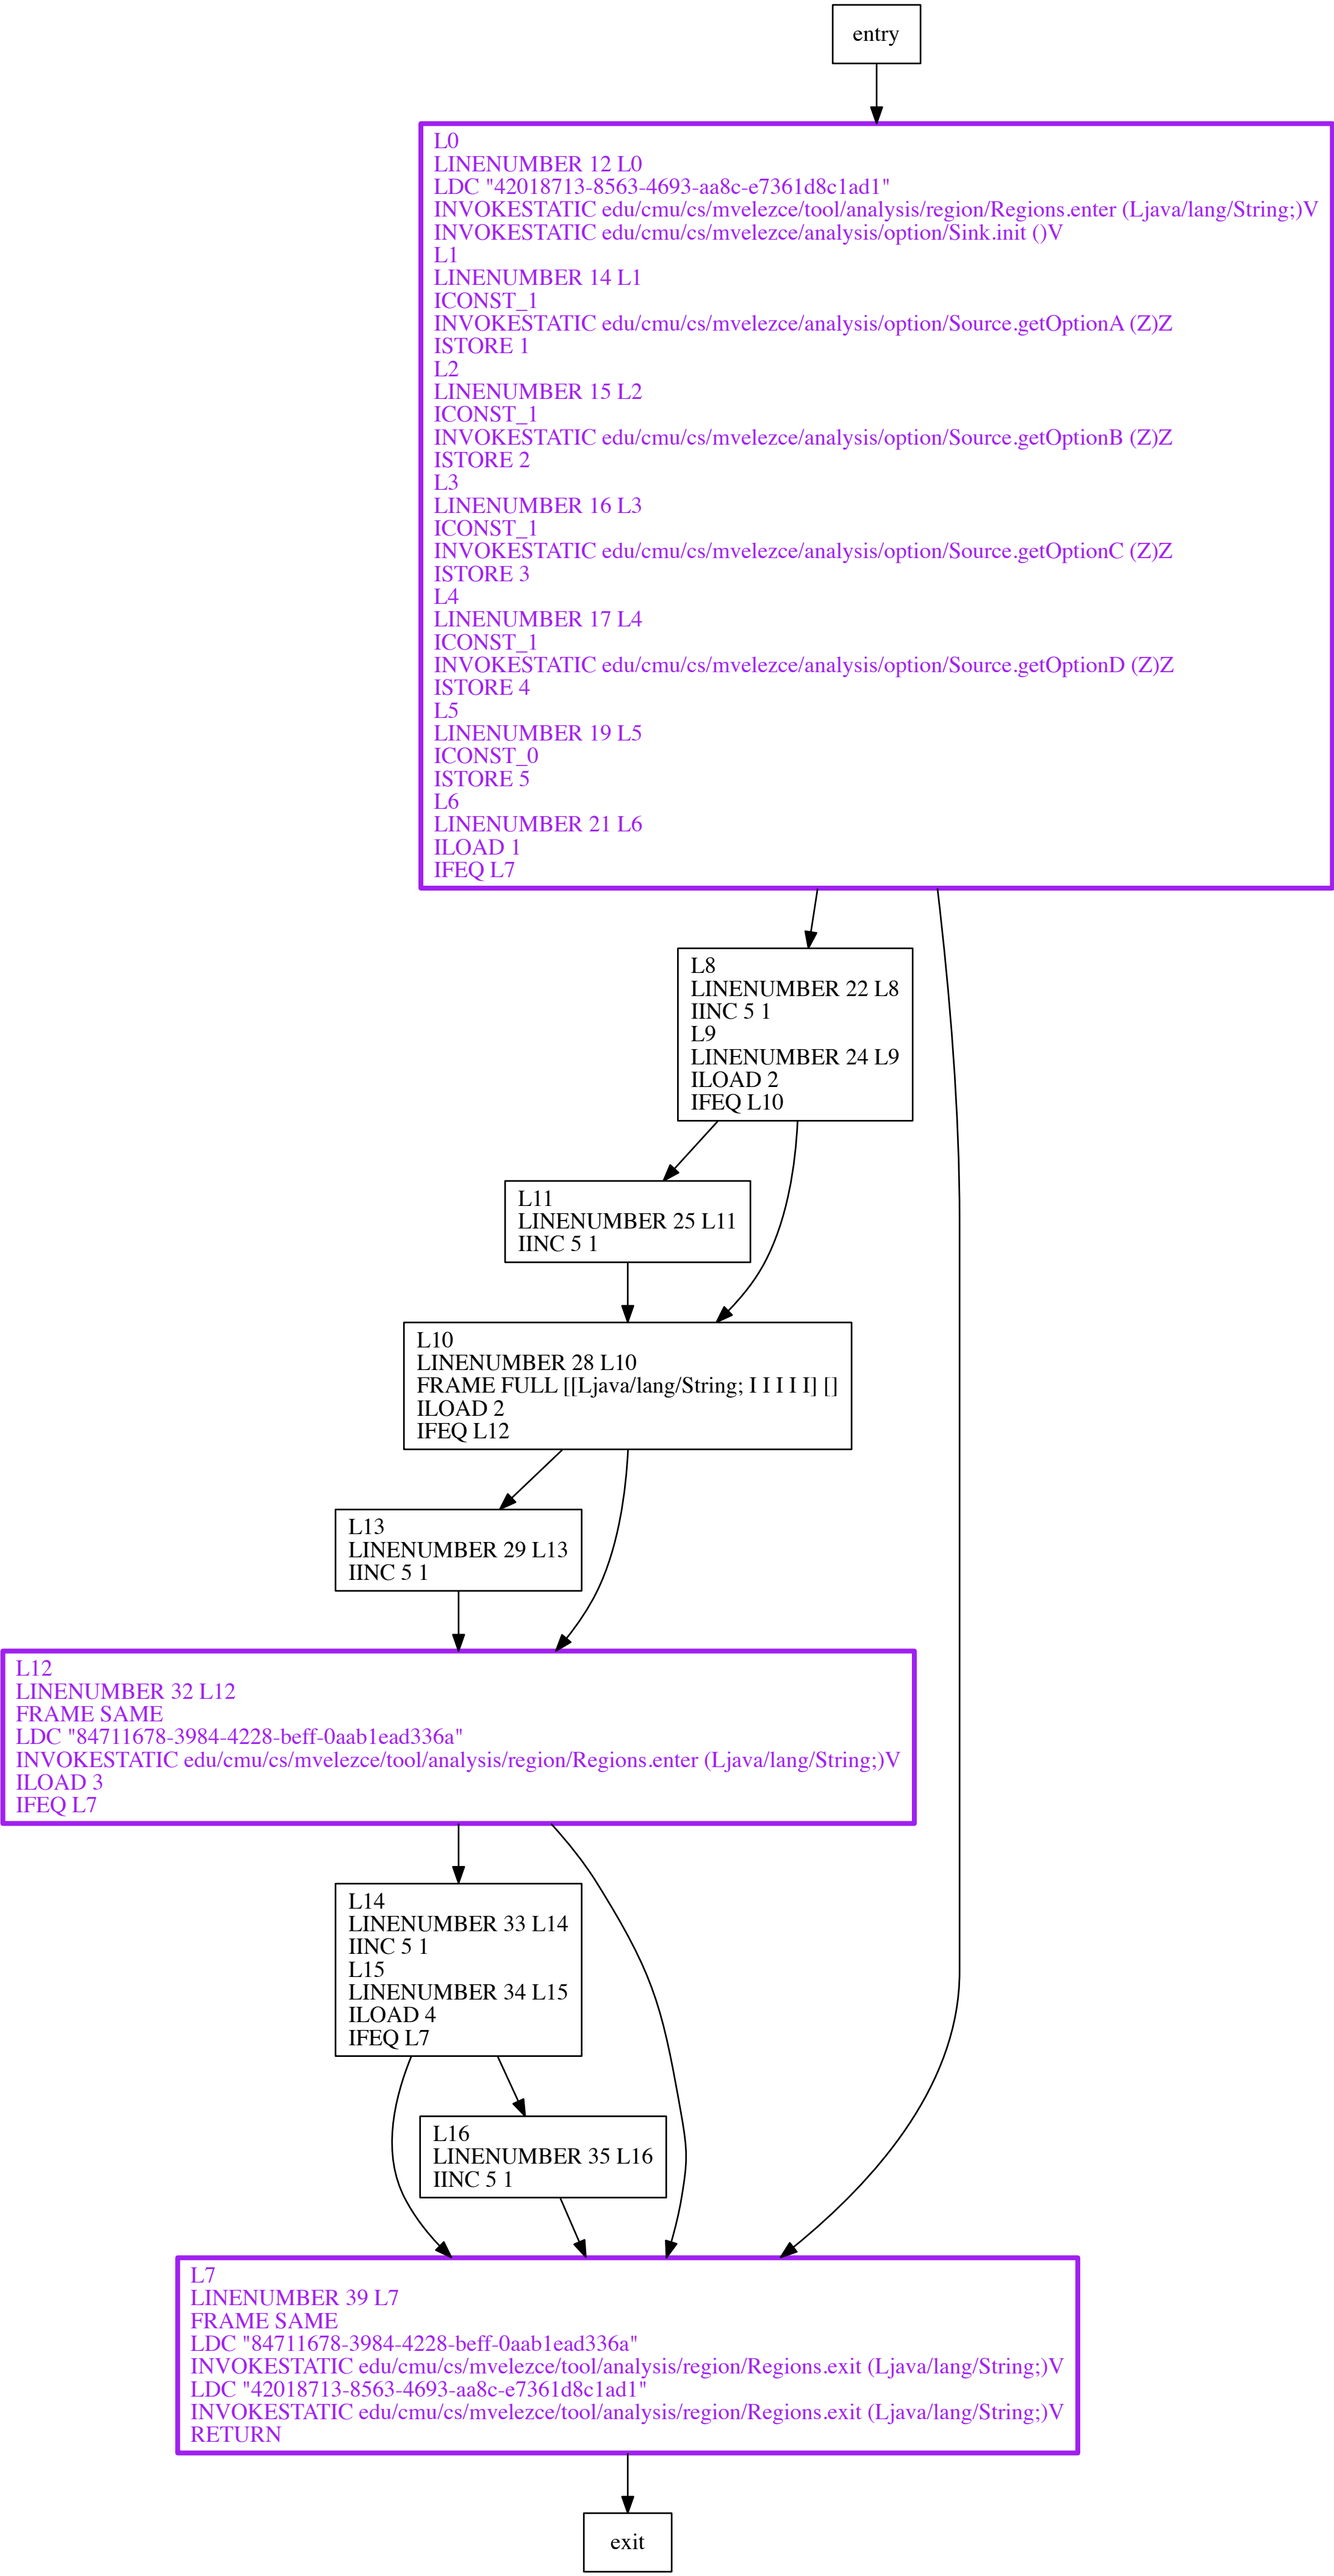 entry
L0
LINENUMBER 12 L0
LDC "42018713-8563-4693-aa8c-e7361d8c1ad1"
INVOKESTATIC edu/cmu/cs/mvelezce/tool/analysis/region/Regions.enter (Ljava/lang/String;)V
INVOKESTATIC edu/cmu/cs/mvelezce/analysis/option/Sink.init ()V
L1
LINENUMBER 14 L1
ICONST_1
INVOKESTATIC edu/cmu/cs/mvelezce/analysis/option/Source.getOptionA (Z)Z
ISTORE 1
L2
LINENUMBER 15 L2
ICONST_1
INVOKESTATIC edu/cmu/cs/mvelezce/analysis/option/Source.getOptionB (Z)Z
ISTORE 2
L3
LINENUMBER 16 L3
ICONST_1
INVOKESTATIC edu/cmu/cs/mvelezce/analysis/option/Source.getOptionC (Z)Z
ISTORE 3
L4
LINENUMBER 17 L4
ICONST_1
INVOKESTATIC edu/cmu/cs/mvelezce/analysis/option/Source.getOptionD (Z)Z
ISTORE 4
L5
LINENUMBER 19 L5
ICONST_0
ISTORE 5
L6
LINENUMBER 21 L6
ILOAD 1
IFEQ L7
L8
LINENUMBER 22 L8
IINC 5 1
L9
LINENUMBER 24 L9
ILOAD 2
IFEQ L10
L11
LINENUMBER 25 L11
IINC 5 1
L10
LINENUMBER 28 L10
FRAME FULL [[Ljava/lang/String; I I I I I] []
ILOAD 2
IFEQ L12
L13
LINENUMBER 29 L13
IINC 5 1
L12
LINENUMBER 32 L12
FRAME SAME
LDC "84711678-3984-4228-beff-0aab1ead336a"
INVOKESTATIC edu/cmu/cs/mvelezce/tool/analysis/region/Regions.enter (Ljava/lang/String;)V
ILOAD 3
IFEQ L7
L14
LINENUMBER 33 L14
IINC 5 1
L15
LINENUMBER 34 L15
ILOAD 4
IFEQ L7
L16
LINENUMBER 35 L16
IINC 5 1
L7
LINENUMBER 39 L7
FRAME SAME
LDC "84711678-3984-4228-beff-0aab1ead336a"
INVOKESTATIC edu/cmu/cs/mvelezce/tool/analysis/region/Regions.exit (Ljava/lang/String;)V
LDC "42018713-8563-4693-aa8c-e7361d8c1ad1"
INVOKESTATIC edu/cmu/cs/mvelezce/tool/analysis/region/Regions.exit (Ljava/lang/String;)V
RETURN
exit